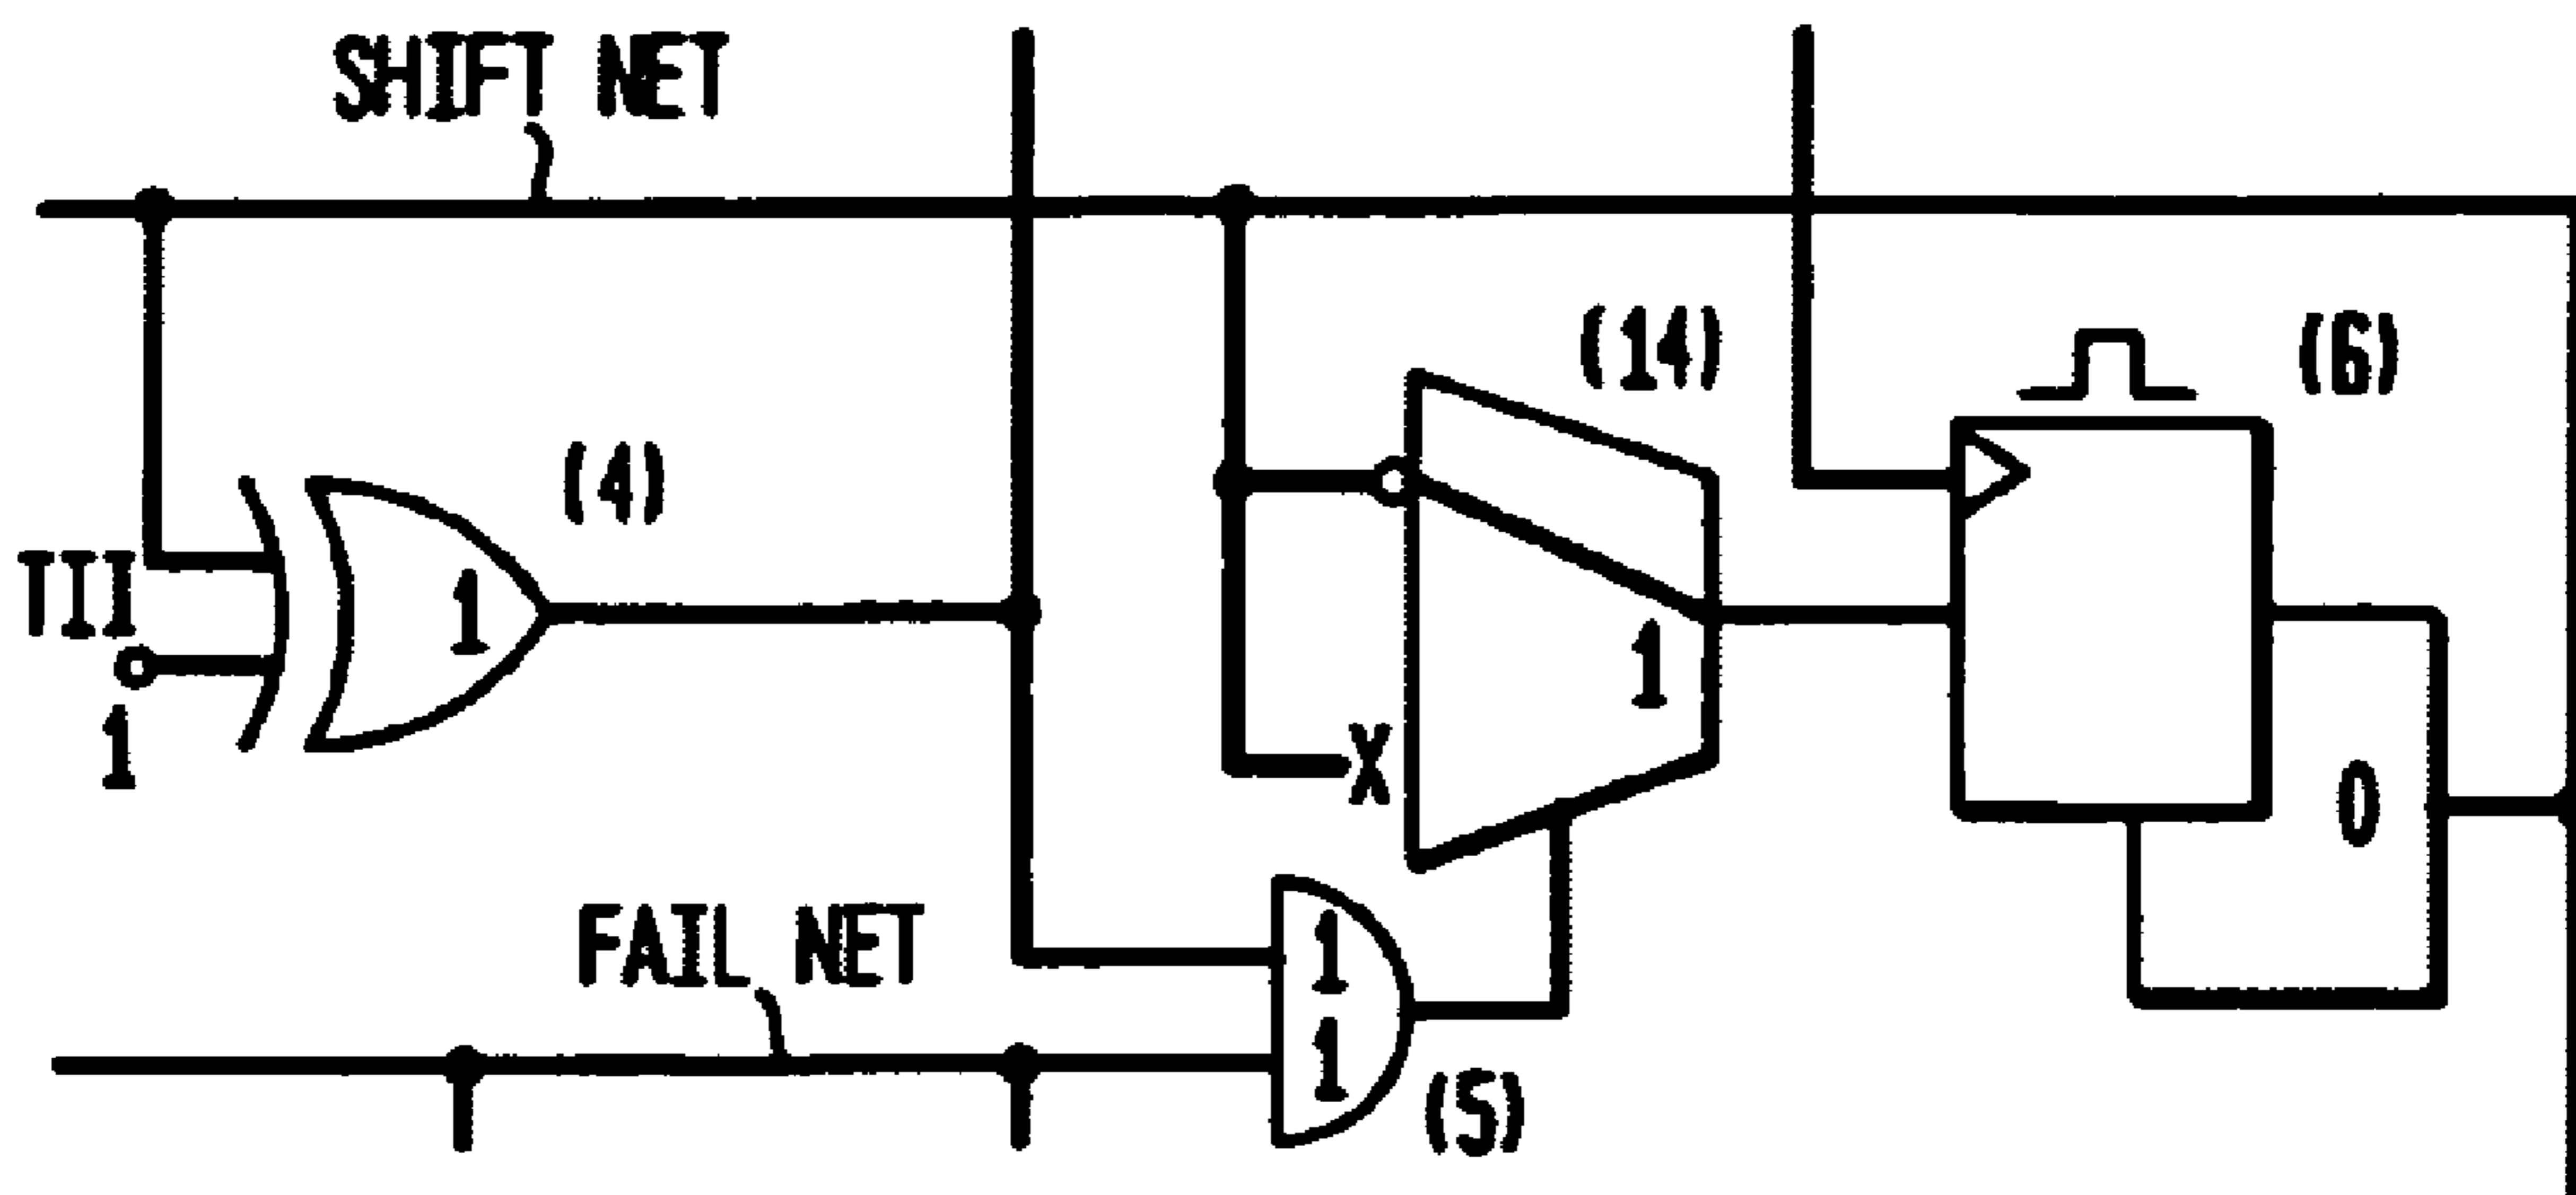 SHIFT NET
(14)
(6)
(4)
TII
1
1
1
X
0
FAIL NET
1
1
(5)